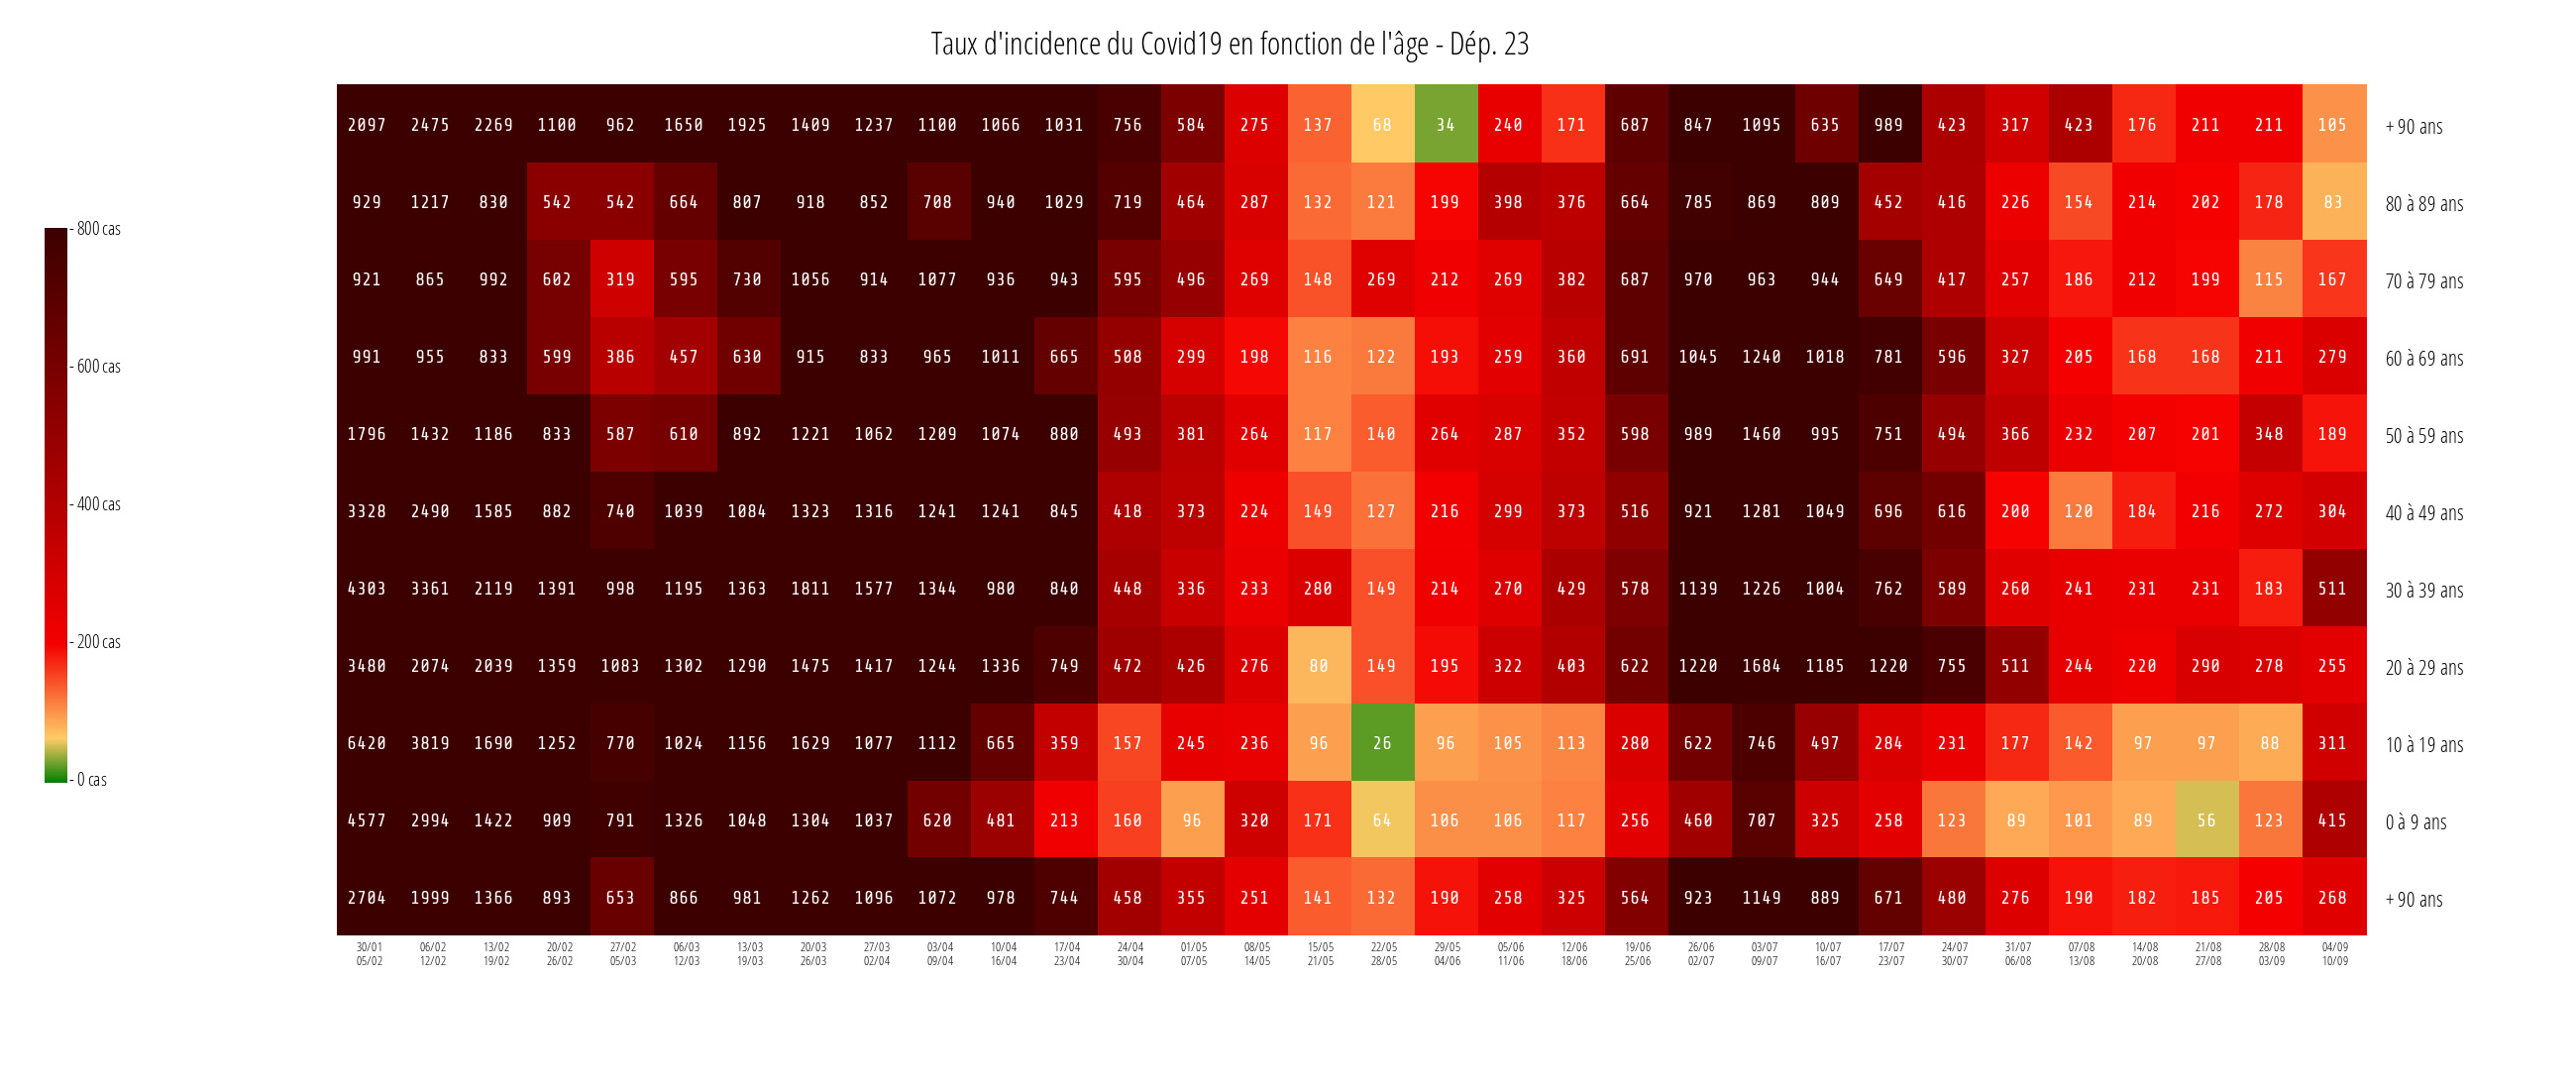 Taux d'incidence du Covid19 en fonction de l'âge - Dép. 23
2097 2475 2269 1100 962 1650 1925 1409 1237 1100 1066 1031 756 584 275 137 68 34 240 171 687 847 1095 635 989 423 317 423 176 211 211 105 + 90 ans
929 1217 830 542 542 664 807 918 852 708 940 1029 719 464 287 132 121 199 398 376 664 785 869 809 452 416 226 154 214 202 178 83 80 à 89 ans
- 800 cas
921 865 992 602 319 595 730 1056 914 1077 936 943 595 496 269 148 269 212 269 382 687 970 963 944 649 417 257 186 212 199 115 167 70 à 79 ans
991 955 833 599 386 457 630 915 833 965 1011 665 508 299 198 116 122 193 259 360 691 1045 1240 1018 781 596 327 205 168 168 211 279 60 à 69 ans
- 600 cas
1796 1432 1186 833 587 610 892 1221 1062 1209 1074 880 493 381 264 117 140 264 287 352 598 989 1460 995 751 494 366 232 207 201 348 189 50 à 59 ans
- 400 cas
3328 2490 1585 882 740 1039 1084 1323 1316 1241 1241 845 418 373 224 149 127 216 299 373 516 921 1281 1049 696 616 200 120 184 216 272 304 40 à 49 ans
4303 3361 2119 1391 998 1195 1363 1811 1577 1344 980 840 448 336 233 280 149 214 270 429 578 1139 1226 1004 762 589 260 241 231 231 183 511 30 à 39 ans
- 200 cas
3480 2074 2039 1359 1083 1302 1290 1475 1417 1244 1336 749 472 426 276 80 149 195 322 403 622 1220 1684 1185 1220 755 511 244 220 290 278 255 20 à 29 ans
6420 3819 1690 1252 770 1024 1156 1629 1077 1112 665 359 157 245 236 96 26 96 105 113 280 622 746 497 284 231 177 142 97 97 88 311 10 à 19 ans
- 0 cas
4577 2994 1422 909 791 1326 1048 1304 1037 620 481 213 160 96 320 171 64 106 106 117 256 460 707 325 258 123 89 101 89 56 123 415 0 à 9 ans
2704 1999 1366 893 653 866 981 1262 1096 1072 978 744 458 355 251 141 132 190 258 325 564 923 1149 889 671 480 276 190 182 185 205 268 + 90 ans
30/01 06/02 13/02 20/02 27/02 06/03 13/03 20/03 27/03 03/04 10/04 17/04 24/04 01/05 08/05 15/05 22/05 29/05 05/06 12/06 19/06 26/06 03/07 10/07 17/07 24/07 31/07 07/08 14/08 21/08 28/08 04/09
05/02 12/02 19/02 26/02 05/03 12/03 19/03 26/03 02/04 09/04 16/04 23/04 30/04 07/05 14/05 21/05 28/05 04/06 11/06 18/06 25/06 02/07 09/07 16/07 23/07 30/07 06/08 13/08 20/08 27/08 03/09 10/09